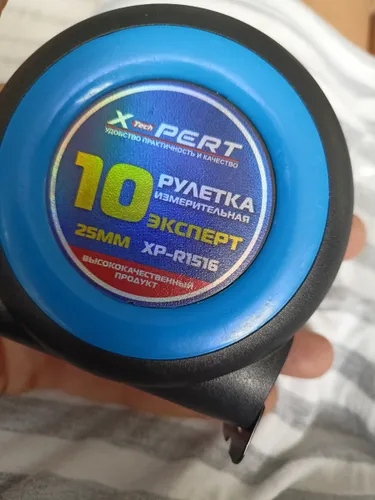 X-Tech PERT
УДОБСТВО ПРАКТИЧНОСТЬ И КАЧЕСТВО
10 РУЛЕТКА
ИЗМЕРИТЕЛЬНАЯ
ЭКСПЕРТ
25ММ XP-R1516
ВЫСОКОКАЧЕСТВЕННЫЙ
ПРОДУКТ